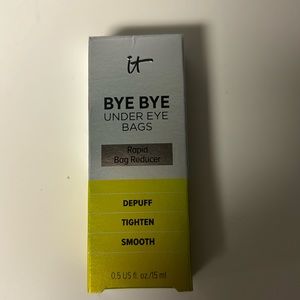 it
BYE BYE
UNDER EYE
BAGS
Rapid
Bag Reducer
DEPUFF
TIGHTEN
SMOOTH
0.5 US fl. oz./15 ml